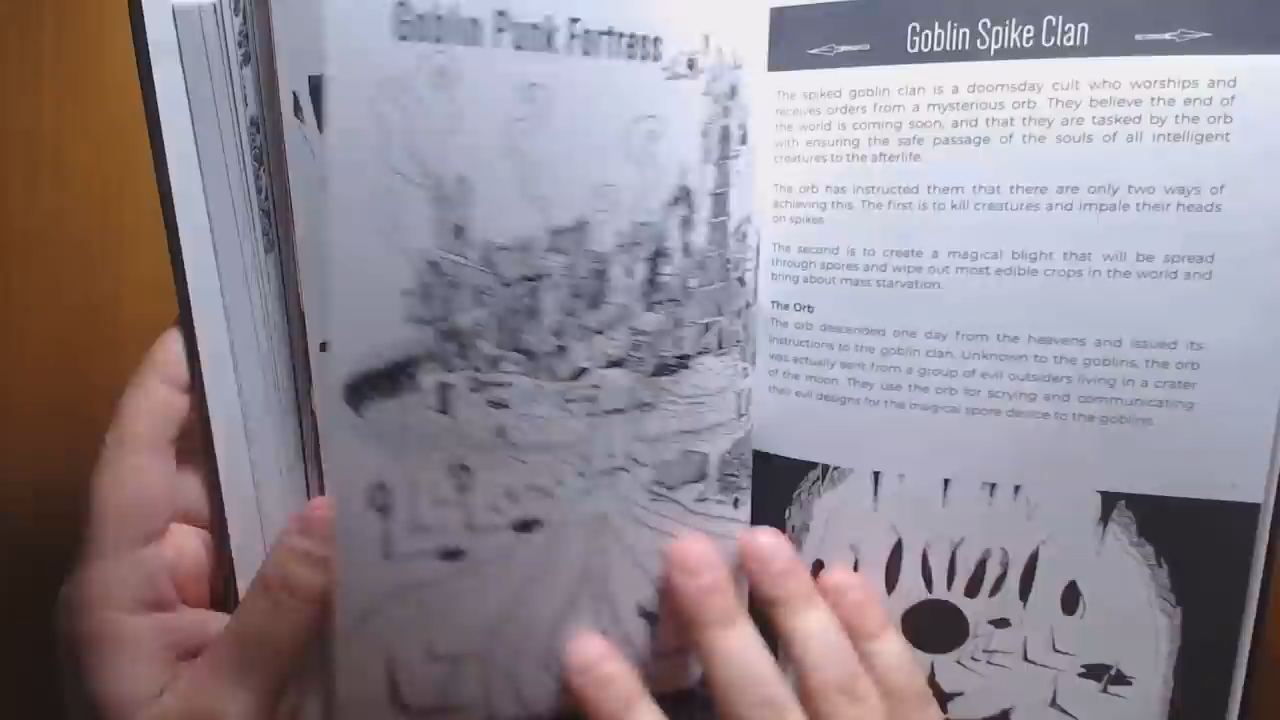 Goblin Punk Fortress
Goblin Spike Clan
The spiked goblin clan is a doomsday cult who worships and
receives orders from a mysterious orb. They believe the end of
the world is coming soon, and that they are tasked by the orb
with ensuring the safe passage of the souls of all intelligent
creatures to the afterlife.
The orb has instructed them that there are only two ways of
achieving this. The first is to kill creatures and impale their heads
on spikes.
The second is to create a magical blight that will be spread
through spores and wipe out most edible crops in the world and
bring about mass starvation.
The Orb
The orb descended one day from the heavens and issued its
instructions to the goblin clan. Unknown to the goblins, the orb
was actually sent from a group of evil outsiders living in a crater
of the moon. They use the orb for scrying and communicating
their evil designs for the magical spore device to the goblins.